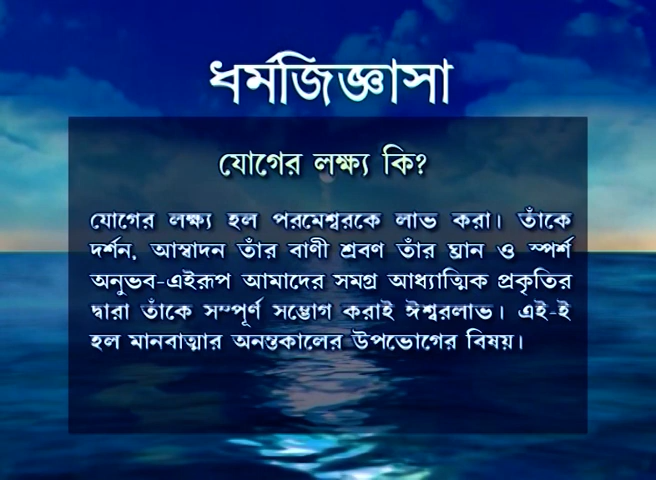 ধর্মজিজ্ঞাসা
যোগের লক্ষ্য কি?
যোগের লক্ষ্য হল পরমেশ্বরকে লাভ করা। তাঁকে
দর্শন, আস্বাদন তাঁর বাণী শ্রবণ তাঁর ঘ্রান ও স্পর্শ
অনুভব-এইরূপ আমাদের সমগ্র আধ্যাত্মিক প্রকৃতির
দ্বারা তাঁকে সম্পূর্ণ সম্ভোগ করাই ঈশ্বরলাভ। এই-ই
হল মানবাত্মার অনন্তকালের উপভোগের বিষয়।